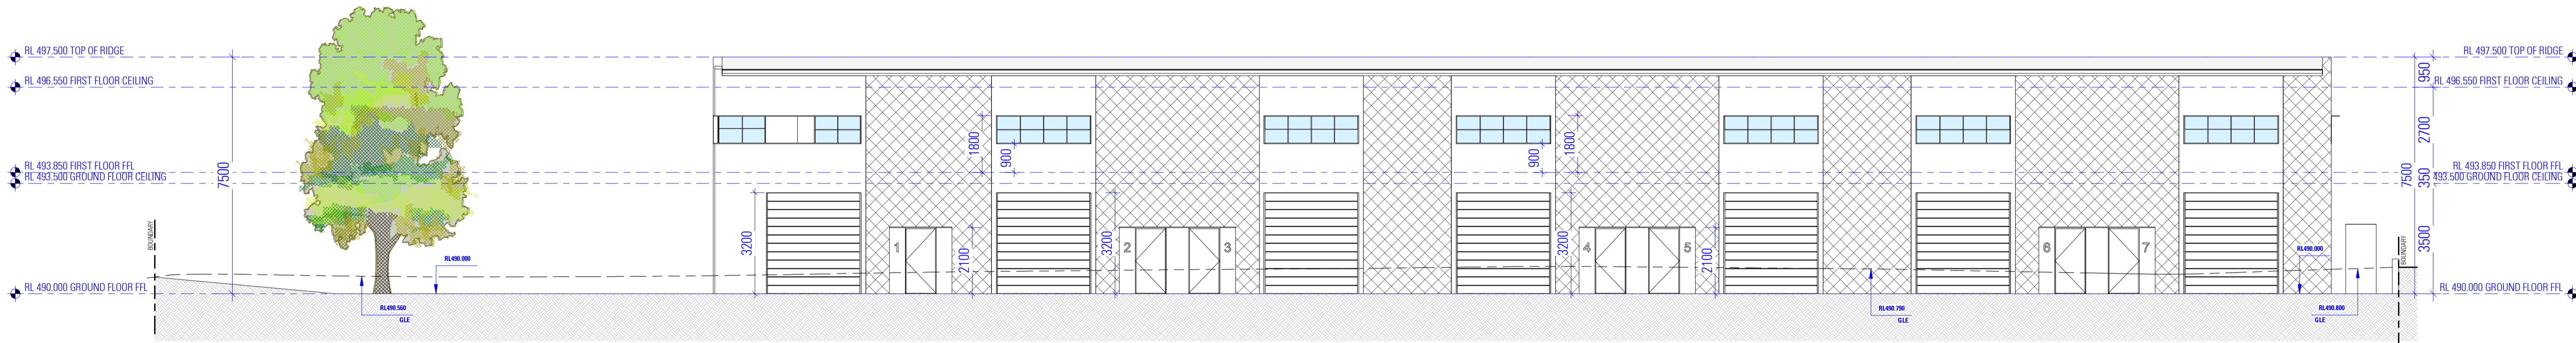 RL 497.500 TOP OF RIDGE
RL 496.550 FIRST FLOOR CEILING
RL 493.850 FIRST FLOOR FFL
RL 493.500 GROUND FLOOR CEILING
RL 490.000 GROUND FLOOR FFL
BOUNDARY
7500
RL490.560
GLE
RL490.000
3200
1
2100
1800
900
3200
2
3
900
1800
3200
4
5
2100
RL490.790
GLE
6
7
RL490.000
RL490.800
GLE
BOUNDARY
7500
950
2700
350
3500
RL 497.500 TOP OF RIDGE
RL 496.550 FIRST FLOOR CEILING
RL 493.850 FIRST FLOOR FFL
493.500 GROUND FLOOR CEILING
RL 490.000 GROUND FLOOR FFL